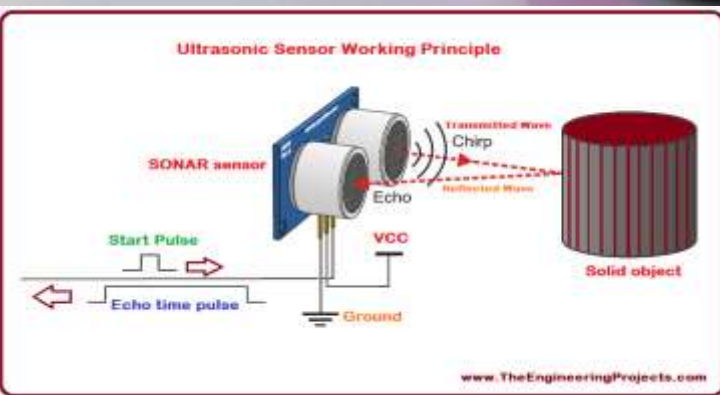 Ultrasonic Sensor Working Principle
Transmitted Wave
Chirp
SONAR sensor
Reflected Wave
Echo
Start Pulse
VCC
Solid object
Echo time pulse
Ground
www.TheEngineeringProjects.com